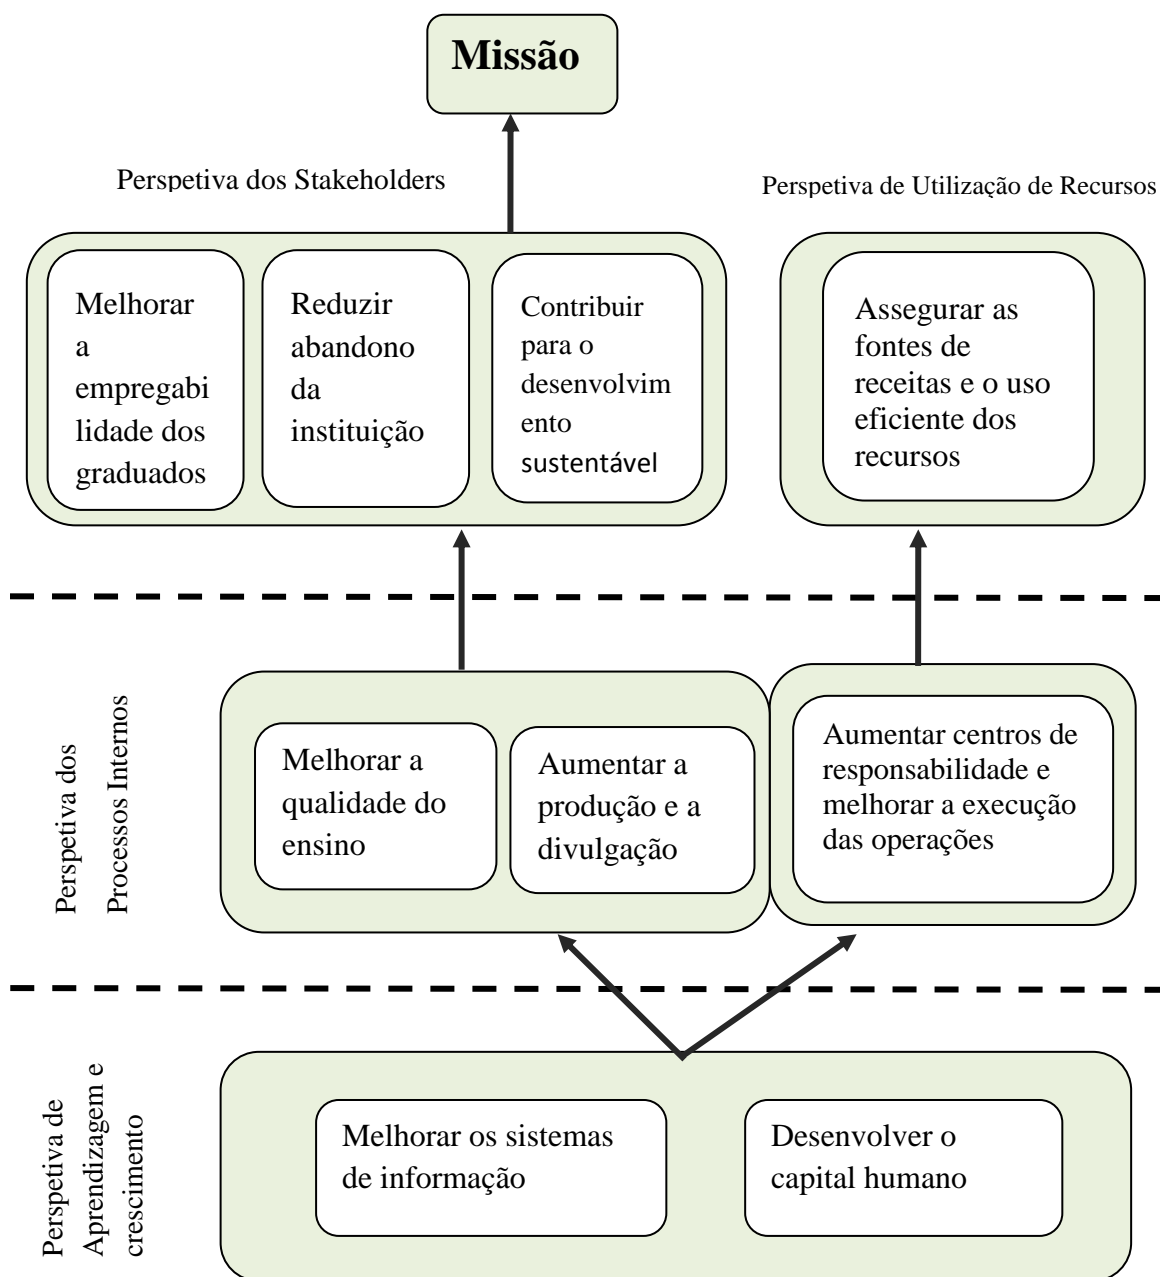 Missão
Perspetiva dos Stakeholders
Perspetiva de Utilização de Recursos
Melhorar
a
empregabi
lidade dos
graduados
Reduzir
abandono
da
instituição
Contribuir
para o
desenvolvim
ento
sustentável
Assegurar as
fontes de
receitas e o uso
eficiente dos
recursos
Perspetiva dos
Processos Internos
Melhorar a
qualidade do
ensino
Aumentar a
produção e a
divulgação
Aumentar centros de
responsabilidade e
melhorar a execução
das operações
Perspetiva de
Aprendizagem e
crescimento
Melhorar os sistemas
de informação
Desenvolver o
capital humano